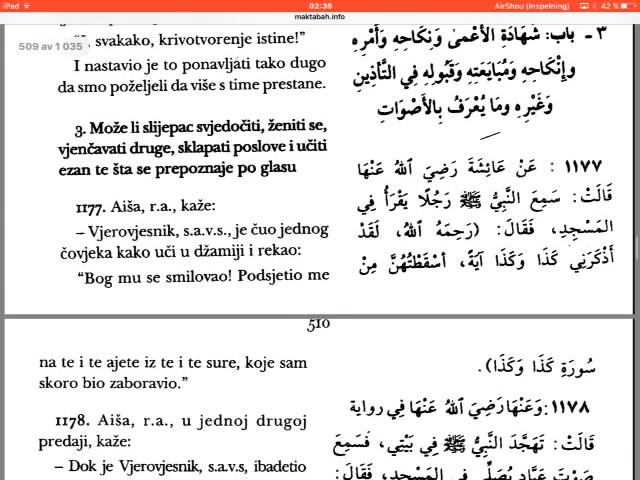 iPad
02:36
AirShou (Inspelning)
42 %
maktabah.info
509 av 1 035
svakako, krivotvorenje istine!”
I nastavio je to ponavljati tako dugo
da smo poželjeli da više s time prestane.
3. Može li slijepac svjedočiti, ženiti se,
vjenčavati druge, sklapati poslove i učiti
ezan te šta se prepoznaje po glasu
1177. Aiša, r.a., kaže:
– Vjerovjesnik, s.a.v.s., je čuo jednog
čovjeka kako uči u džamiji i rekao:
“Bog mu se smilovao! Podsjetio me
٣ ـ باب: شَهَادَةِ الأَعْمَى وَنِكَاحِهِ وَأَمْرِهِ
وَإِنْكَاحِهِ وَمُبَايَعَتِهِ وَقَبُولِهِ فِي التَّأْذِينِ
وَغَيْرِهِ وَما يُعْرَفُ بِالأَصْوَاتِ
١١٧٧ : عَنْ عَائِشَةَ رَضِيَ اللهُ عَنْهَا
قَالَتْ: سَمِعَ النَّبِيُّ ﷺ رَجُلًا يَقْرَأُ فِي
المَسْجِدِ، فَقَالَ: (رَحِمَهُ اللهُ، لَقَدْ
أَذْكَرَنِي كَذَا وَكَذَا آيَةً، أَسْقَطْتُهُنَّ مِنْ
510
na te i te ajete iz te i te sure, koje sam
skoro bio zaboravio.”
1178. Aiša, r.a., u jednoj drugoj
predaji, kaže:
– Dok je Vjerovjesnik, s.a.v.s, ibadetio
سُورَةِ كَذَا وَكَذَا).
١١٧٨ :وَعَنْهَا رَضِيَ اللهُ عَنْهَا فِي رواية
قَالَتْ: تَهَجَّدَ النَّبِيُّ ﷺ فِي بَيْتِي، فَسَمِعَ
صَوْتَ عَبَّادٍ يُصَلِّي فِي المَسْجِدِ، فَقَالَ: